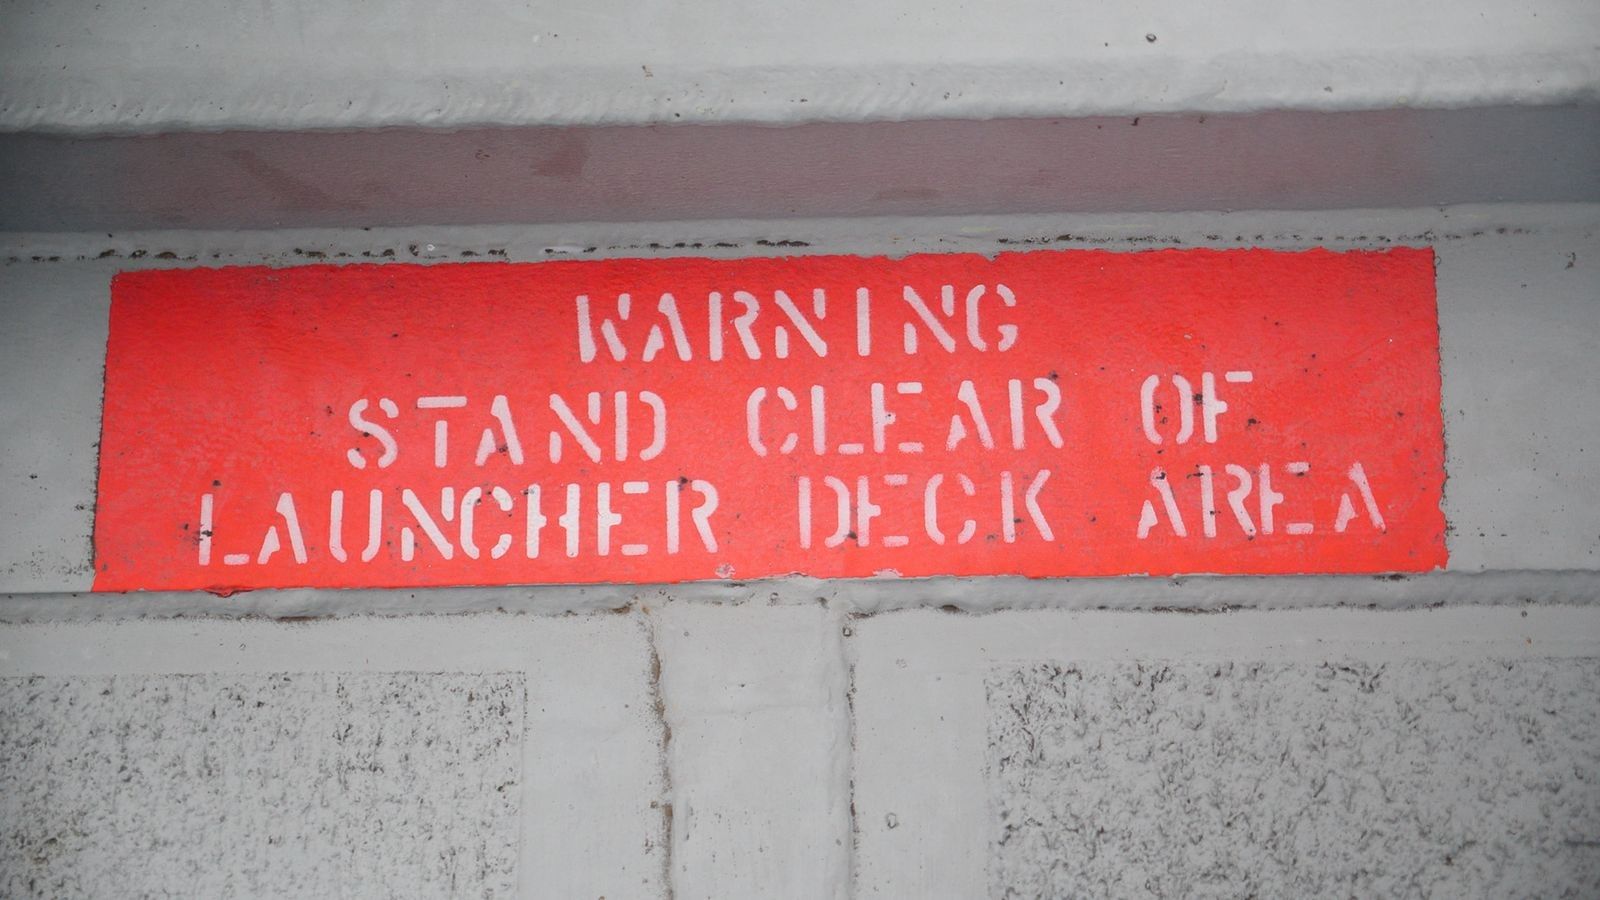 WARNING
STAND CLEAR OF
LAUNCHER DECK AREA